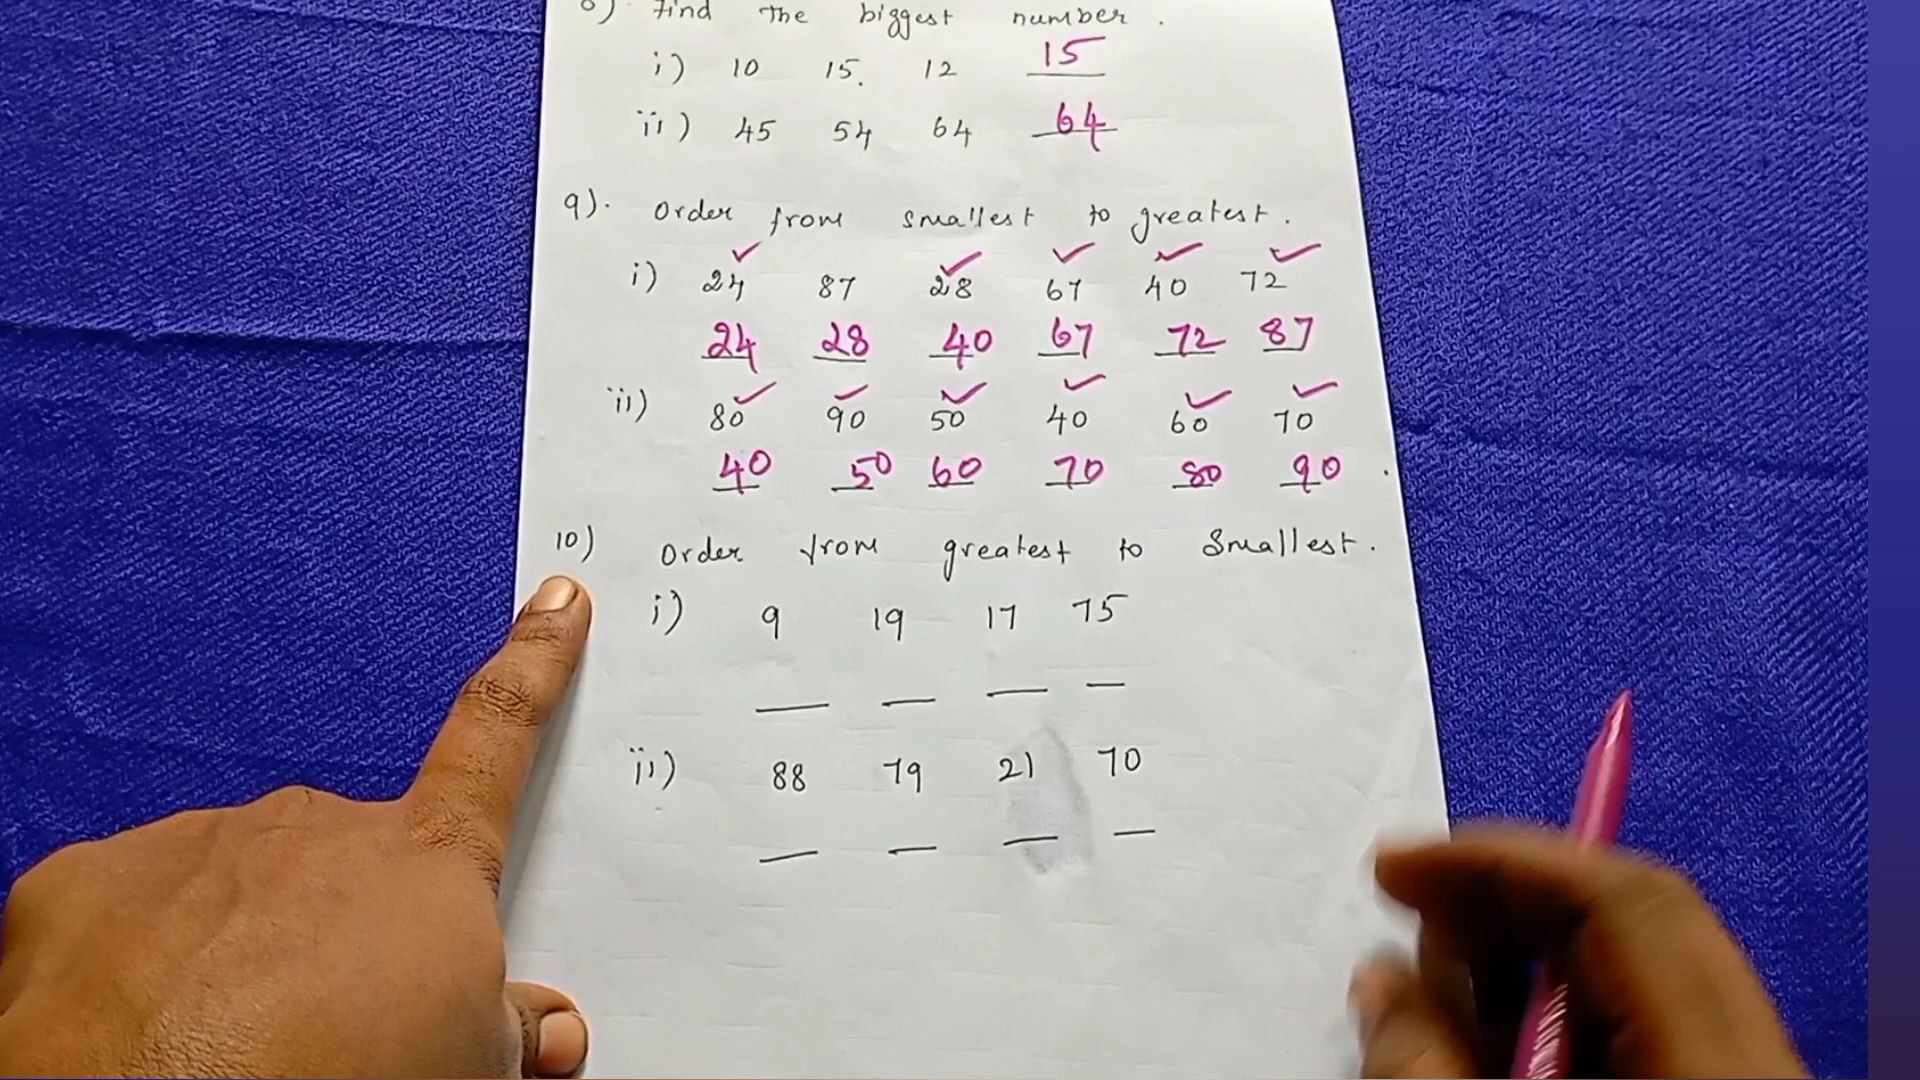 8) Find The biggest number.
i) 10 15. 12 15
ii) 45 54 64 64
9). Order from smallest to greatest.
i) 24 87 28 67 40 72
24 28 40 67 72 87
ii) 80 90 50 40 60 70
40 50 60 70 80 90 .
10) Order from greatest to Smallest.
i) 9 19 17 75
ii) 88 79 21 70